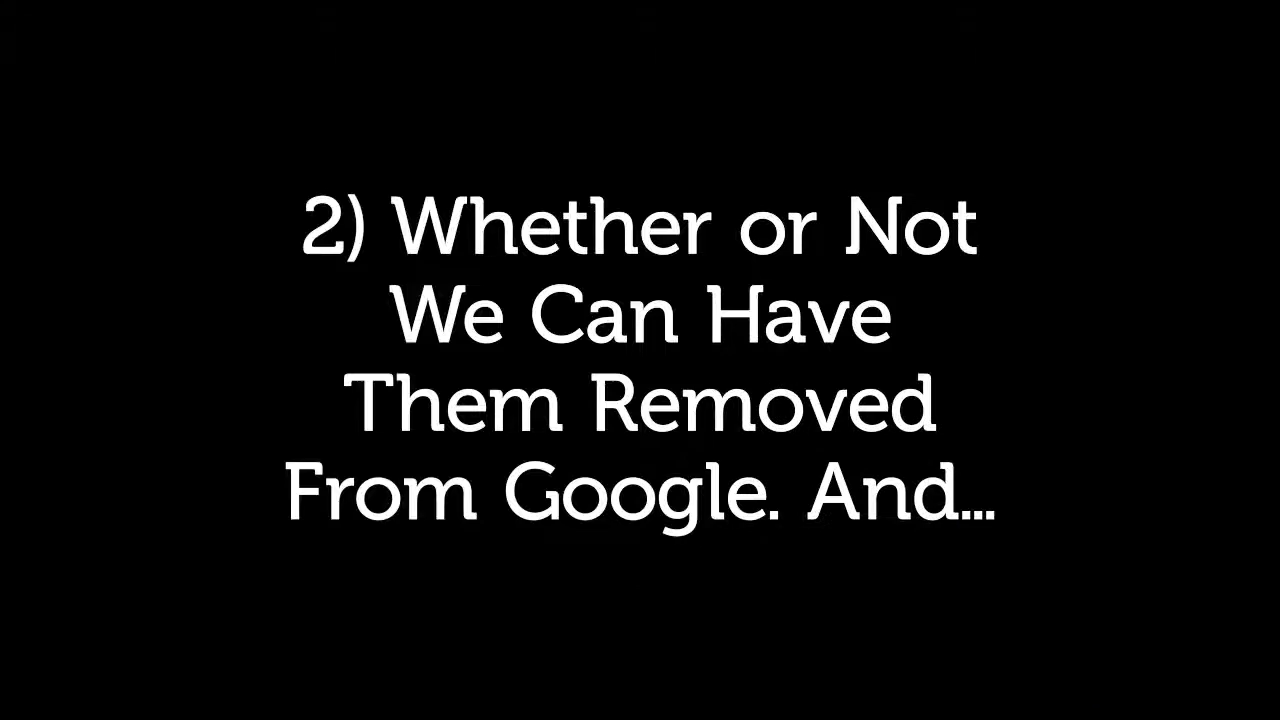 2) Whether or Not
We Can Have
Them Removed
From Google. And...